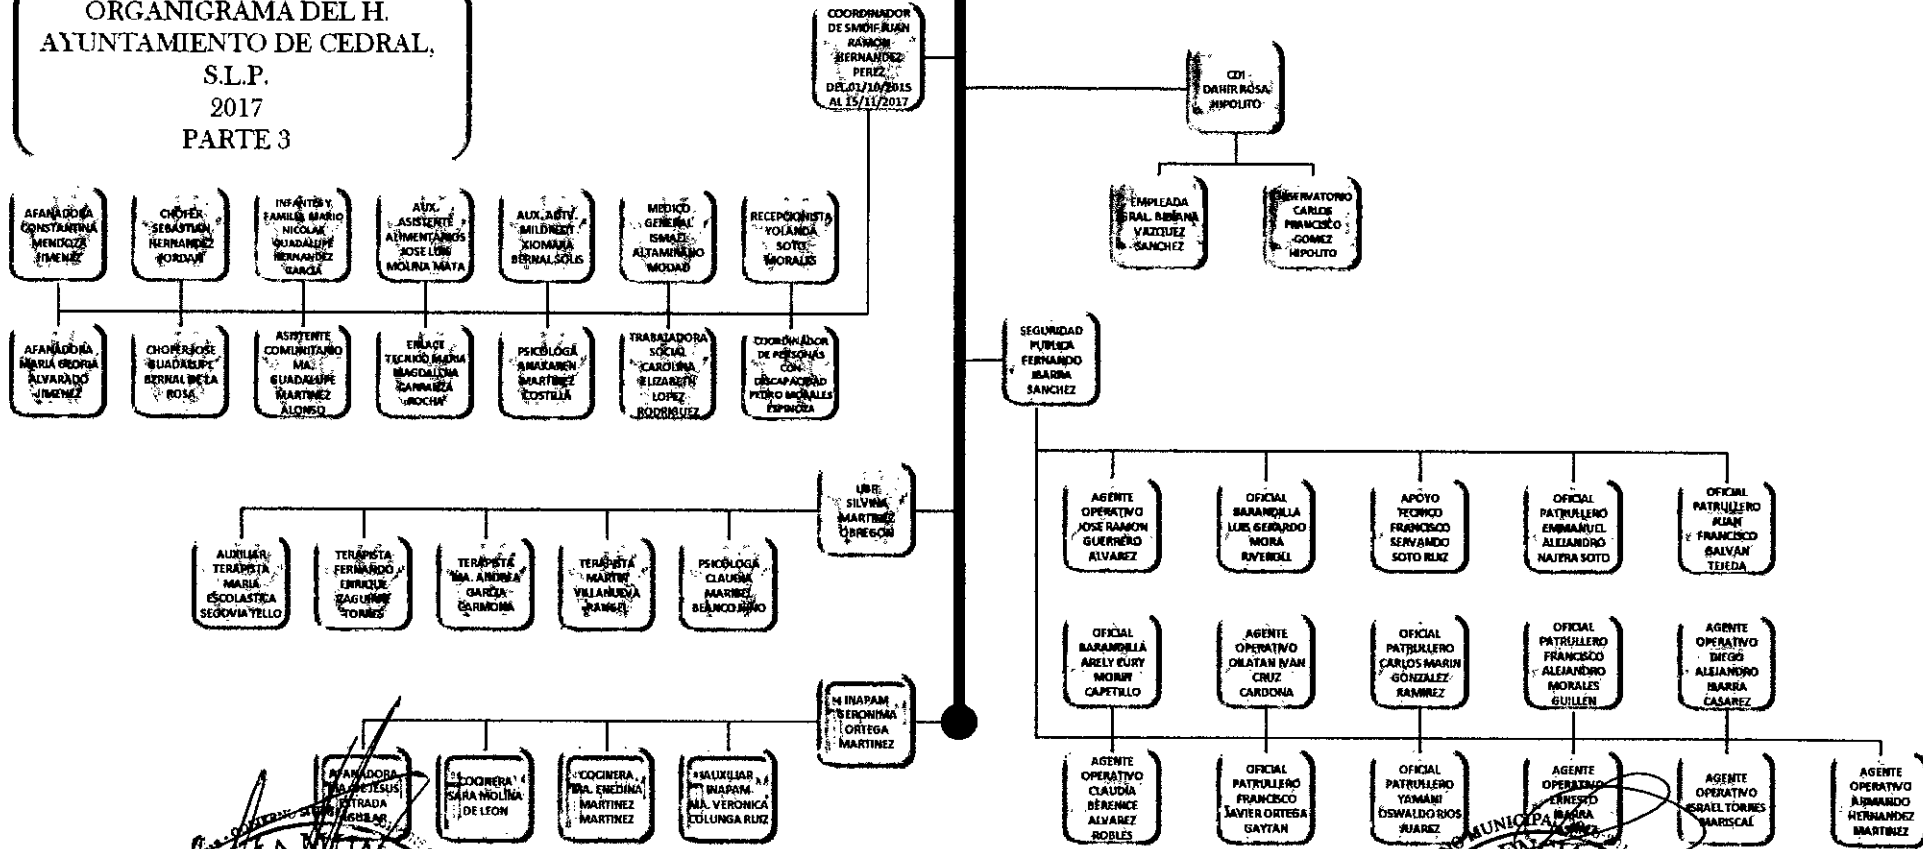 ORGANIGRAMA DEL H.
AYUNTAMIENTO DE CEDRAL,
S.L.P.
2017
PARTE 3
COORDINADOR
DE SMDIF JUAN
RAMON
HERNANDEZ
PEREZ
DEL 01/10/2015
AL 15/11/2017
CDI
DAHIR ROSA
HIPOLITO
EMPLEADA
GRAL. BIBIANA
VAZQUEZ
SANCHEZ
OBSERVATORIO
CARLOS
FRANCISCO
GOMEZ
HIPOLITO
AFANADORA
CONSTANTINA
MENDOZA
JIMENEZ
CHOFER
SEBASTIAN
HERNANDEZ
JORDAN
INFANTES Y
FAMILIA MARIO
NICOLAS
GUADALUPE
HERNANDEZ
GARCIA
AUX.
ASISTENTE
ALIMENTARIOS
JOSE LUIS
MOLINA MATA
AUX. ADTV.
MILDRED
XIOMARA
BERNAL SOLIS
MEDICO
GENERAL
ISMAEL
ALTAMIRANO
MODAD
RECEPCIONISTA
YOLANDA
SOTO
MORALES
AFANADORA
MARIA GLORIA
ALVARADO
JIMENEZ
CHOFER JOSE
GUADALUPE
BERNAL DE LA
ROSA
ASISTENTE
COMUNITARIO
MA.
GUADALUPE
MARTINEZ
ALONSO
ENLACE
TECNICO MARIA
MAGDALENA
CARRANZA
ROCHA
PSICOLOGA
ANAKAREN
MARTINEZ
COSTILLA
TRABAJADORA
SOCIAL
CAROLINA
ELIZABETH
LOPEZ
RODRIGUEZ
COORDINADOR
DE PERSONAS
CON
DISCAPACIDAD
PEDRO MORALES
ESPINOZA
SEGURIDAD
PUBLICA
FERNANDO
IBARRA
SANCHEZ
UBR
SILVINA
MARTINEZ
OBREGON
AUXILIAR
TERAPISTA
MARIA
ESCOLASTICA
SEGOVIA TELLO
TERAPISTA
FERNANDO
ENRIQUE
EAGUIRRE
TORRES
TERAPISTA
MA. ANDREA
GARCIA
CARMONA
TERAPISTA
MARTIN
VILLANUEVA
RANGEL
PSICOLOGA
CLAUDIA
MARIBEL
BLANCO NINO
AGENTE
OPERATIVO
JOSE RAMON
GUERRERO
ALVAREZ
OFICIAL
BARANDILLA
LUIS GERARDO
MORA
RIVEROLL
APOYO
TECNICO
FRANCISCO
SERVANDO
SOTO RUIZ
OFICIAL
PATRULLERO
EMMANUEL
ALEJANDRO
NAJERA SOTO
OFICIAL
PATRULLERO
JUAN
FRANCISCO
GALVAN
TEJEDA
OFICIAL
BARANDILLA
ARELY EURY
MORIN
CAPETILLO
AGENTE
OPERATIVO
OILATAN IVAN
CRUZ
CARDONA
OFICIAL
PATRULLERO
CARLOS MARIN
GONZALEZ
RAMIREZ
OFICIAL
PATRULLERO
FRANCISCO
ALEJANDRO
MORALES
GUILLEN
AGENTE
OPERATIVO
DIEGO
ALEJANDRO
IBARRA
CASAREZ
INAPAM
GERONIMA
ORTEGA
MARTINEZ
AFANADORA
MA. DE JESUS
ESTRADA
AGUILAR
COCINERA
SARA MOLINA
DE LEON
COCINERA
MA. ENEDINA
MARTINEZ
MARTINEZ
AUXILIAR
INAPAM
MA. VERONICA
COLUNGA RUIZ
AGENTE
OPERATIVO
CLAUDIA
BERENICE
ALVAREZ
ROBLES
OFICIAL
PATRULLERO
FRANCISCO
JAVIER ORTEGA
GAYTAN
OFICIAL
PATRULLERO
YAMANI
OSWALDO RIOS
JUAREZ
AGENTE
OPERATIVO
ERNESTO
IBARRA
AGENTE
OPERATIVO
ISRAEL TORRES
MARISCAL
AGENTE
OPERATIVO
ARMANDO
HERNANDEZ
MARTINEZ
MUNICIPAL